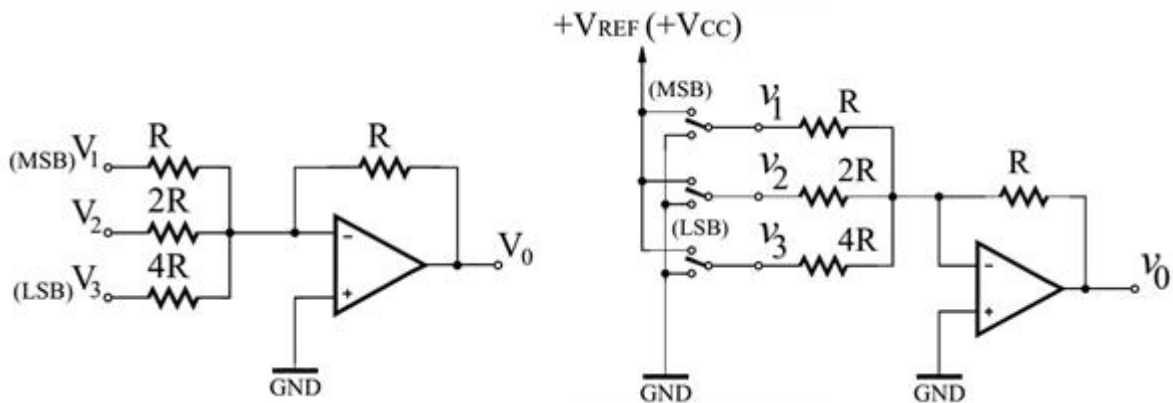 (MSB) V1
R
R
V2
2R
(LSB) V3
4R
−
+
V0
GND
+VREF (+VCC)
(MSB)
v1
R
v2
2R
(LSB)
v3
4R
R
−
+
v0
GND
GND